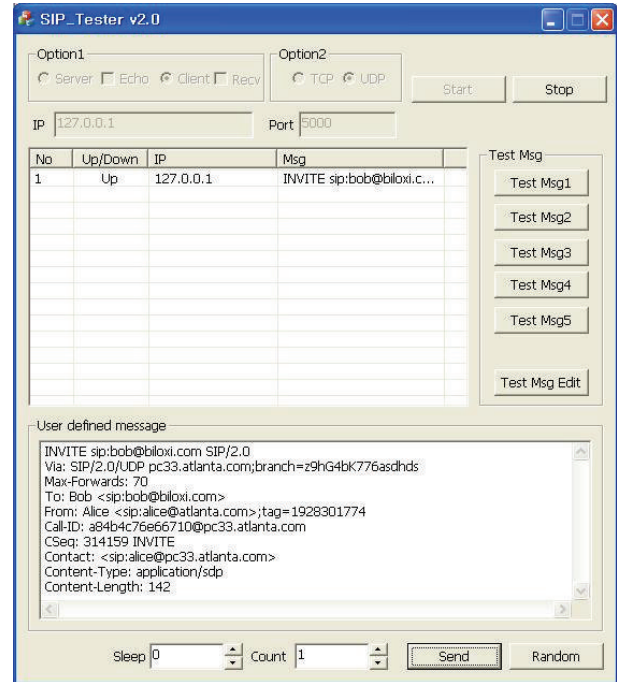 SIP_Tester v2.0
Option1
Server Echo Client Recv
Option2
TCP UDP
Start
Stop
IP 127.0.0.1
Port 5000
No Up/Down IP Msg
1 Up 127.0.0.1 INVITE sip:bob@biloxi.c...
Test Msg
Test Msg1
Test Msg2
Test Msg3
Test Msg4
Test Msg5
Test Msg Edit
User defined message
INVITE sip:bob@biloxi.com SIP/2.0
Via: SIP/2.0/UDP pc33.atlanta.com;branch=z9hG4bK776asdhds
Max-Forwards: 70
To: Bob <sip:bob@biloxi.com>
From: Alice <sip:alice@atlanta.com>;tag=1928301774
Call-ID: a84b4c76e66710@pc33.atlanta.com
CSeq: 314159 INVITE
Contact: <sip:alice@pc33.atlanta.com>
Content-Type: application/sdp
Content-Length: 142
Sleep 0 Count 1 Send Random